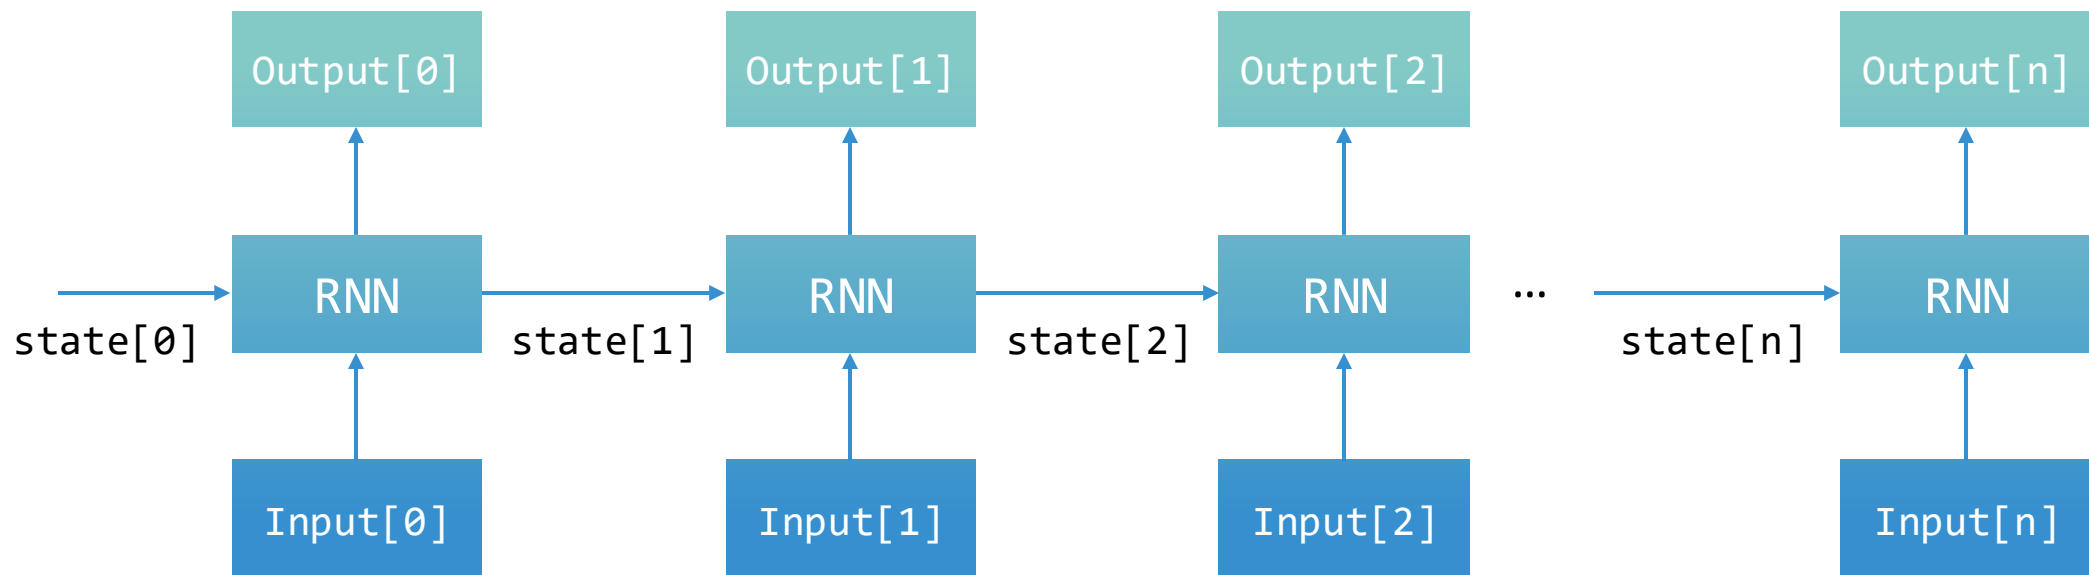 Output[0]
Output[1]
Output[2]
Output[n]
RNN
RNN
RNN
...
RNN
state[0]
state[1]
state[2]
state[n]
Input[0]
Input[1]
Input[2]
Input[n]